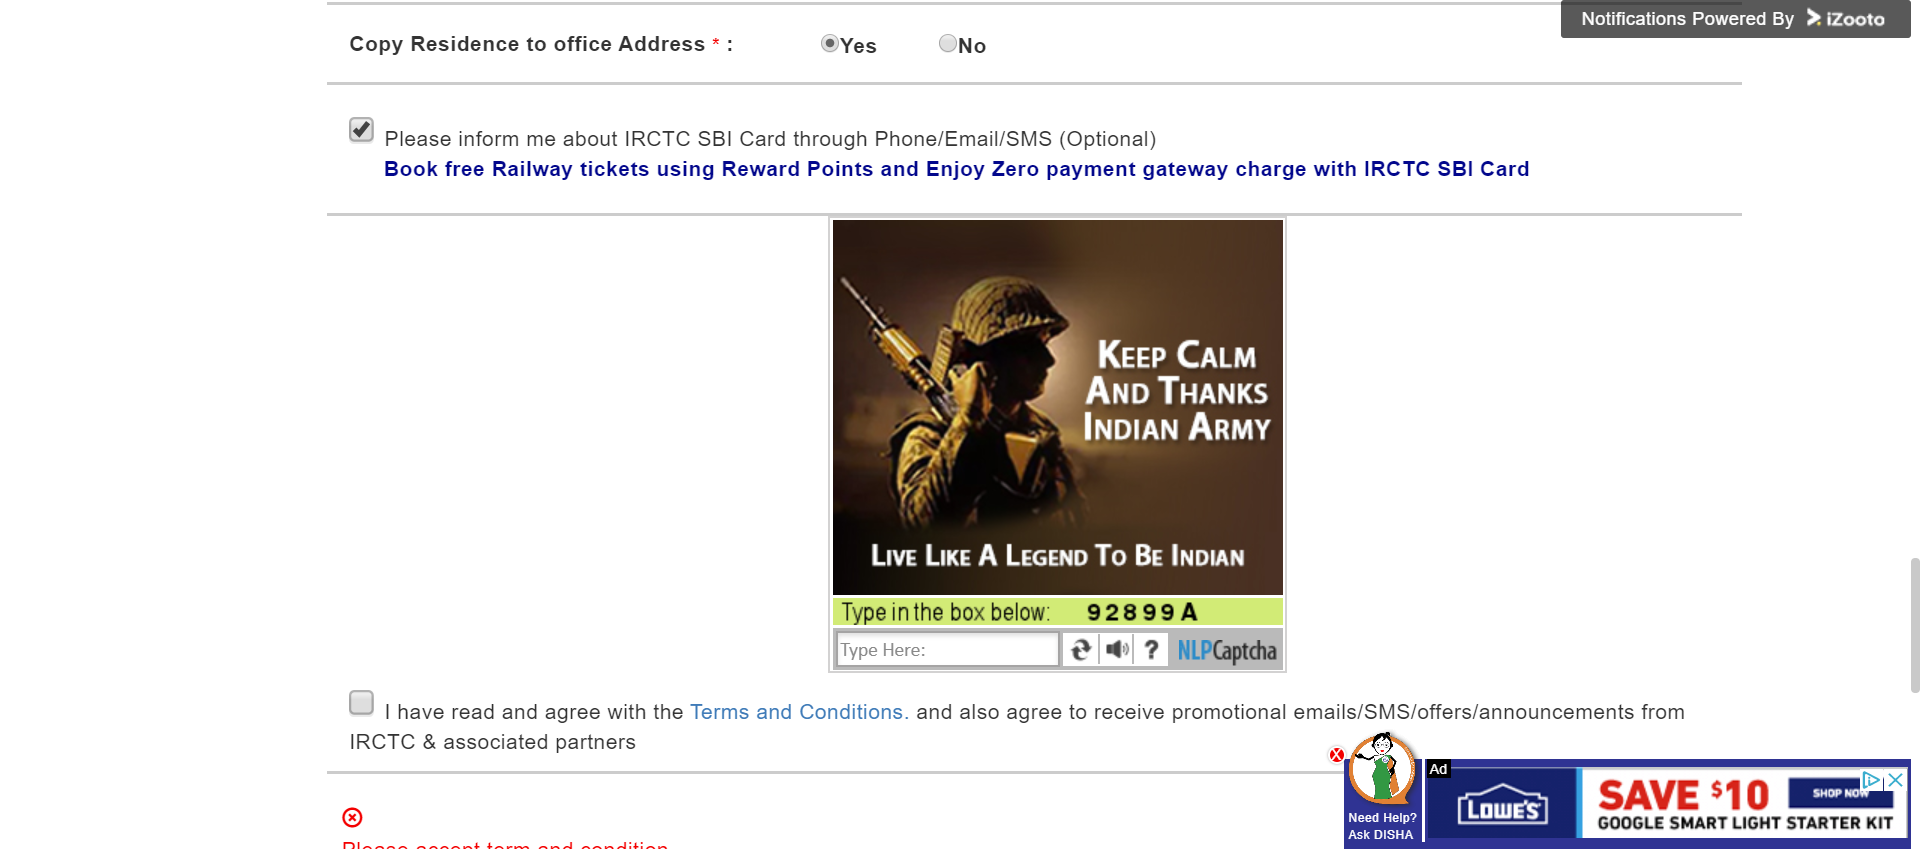 Notifications Powered By iZooto
Copy Residence to office Address * :
Yes
No
Please inform me about IRCTC SBI Card through Phone/Email/SMS (Optional)
Book free Railway tickets using Reward Points and Enjoy Zero payment gateway charge with IRCTC SBI Card
KEEP CALM
AND THANKS
INDIAN ARMY
LIVE LIKE A LEGEND TO BE INDIAN
Type in the box below: 92899A
Type Here:
? NLPCaptcha
I have read and agree with the Terms and Conditions. and also agree to receive promotional emails/SMS/offers/announcements from
IRCTC & associated partners
X
Need Help?
Ask DISHA
Ad
LOWE'S
SAVE $10
GOOGLE SMART LIGHT STARTER KIT
SHOP NOW
Please accept term and condition